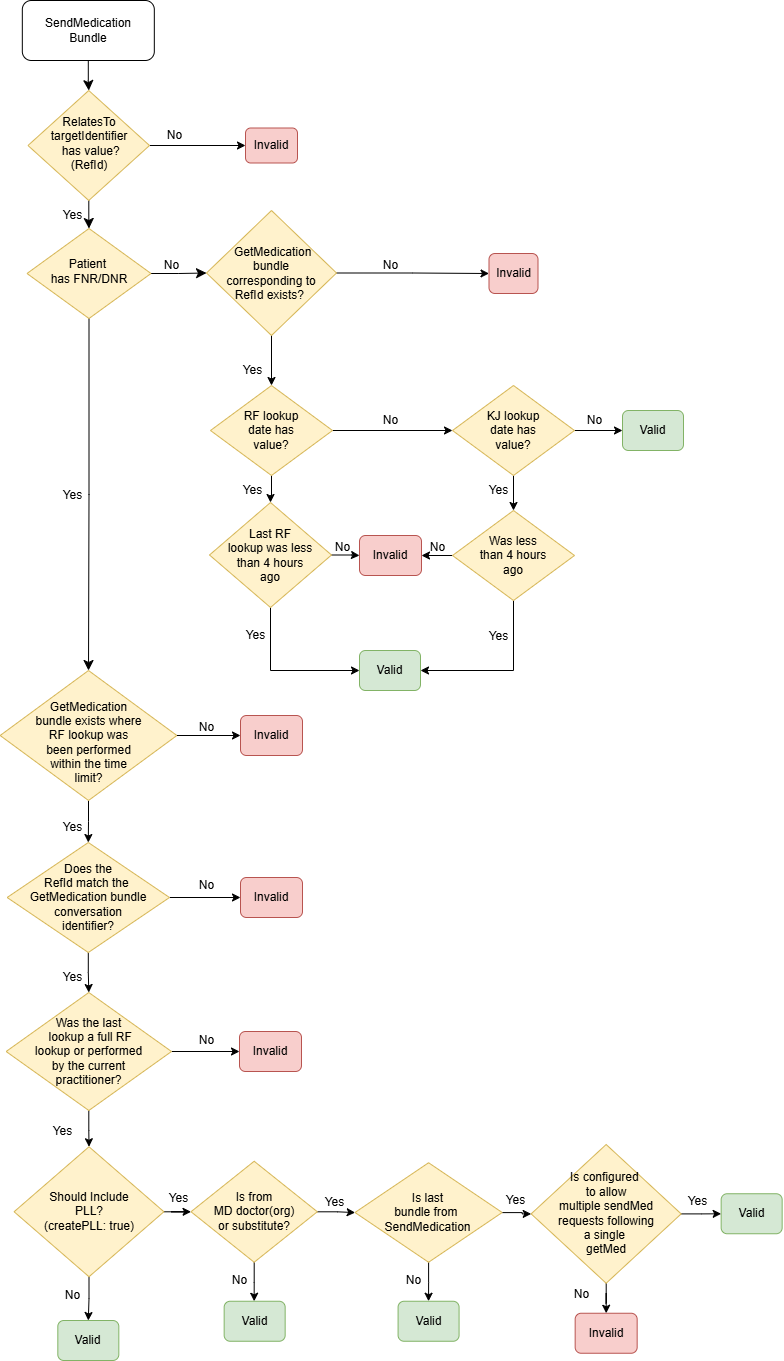 SendMedication
Bundle
RelatesTo
targetIdentifier
has value?
(RefId)
No
Invalid
Yes
Patient
has FNR/DNR
No
GetMedication
bundle
corresponding to
RefId exists?
No
Invalid
Yes
RF lookup
date has
value?
No
KJ lookup
date has
value?
No
Valid
Yes
Yes
Yes
Last RF
lookup was less
than 4 hours
ago
No
Invalid
No
Was less
than 4 hours
ago
Yes
Yes
Valid
GetMedication
bundle exists where
RF lookup was
been performed
within the time
limit?
No
Invalid
Yes
Does the
RefId match the
GetMedication bundle
conversation
identifier?
No
Invalid
Yes
Was the last
lookup a full RF
lookup or performed
by the current
practitioner?
No
Invalid
Yes
Should Include
PLL?
(createPLL: true)
Yes
Is from
MD doctor(org)
or substitute?
Yes
Is last
bundle from
SendMedication
Yes
Is configured
to allow
multiple sendMed
requests following
a single
getMed
Yes
Valid
No
Valid
No
Valid
No
Valid
No
Invalid